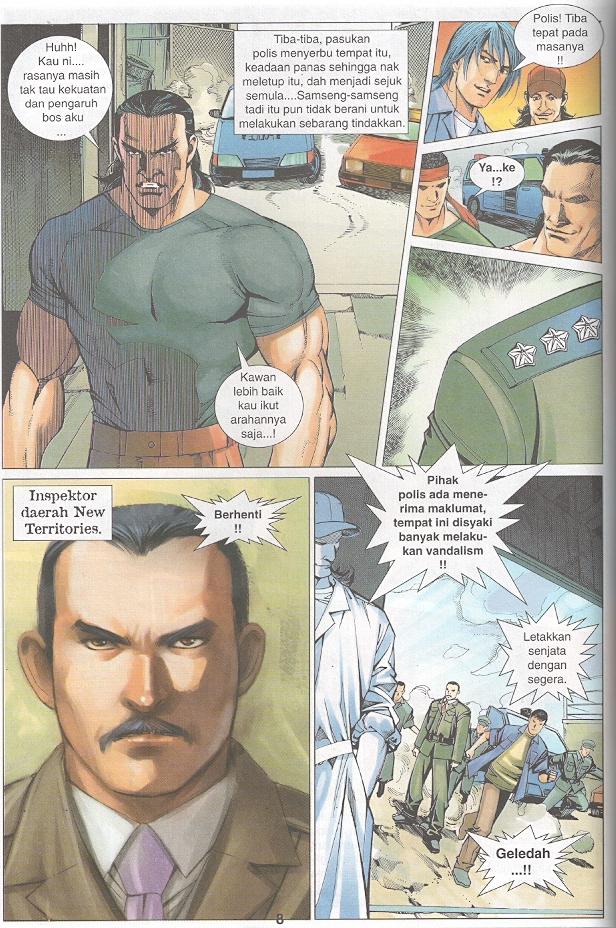 Huhh!
Kau ni....
rasanya masih
tak tau kekuatan
dan pengaruh
bos aku
...
Tiba-tiba, pasukan
polis menyerbu tempat itu,
keadaan panas sehingga nak
meletup itu, dah menjadi sejuk
semula....Samseng-samseng
tadi itu pun tidak berani untuk
melakukan sebarang tindakkan.
Kawan
lebih baik
kau ikut
arahannya
saja...!
Polis! Tiba
tepat pada
masanya
!!
Ya...ke
!?
Inspektor
daerah New
Territories.
Berhenti
!!
Pihak
polis ada mene-
rima maklumat,
tempat ini disyaki
banyak melaku-
kan vandalism
!!
Letakkan
senjata
dengan
segera.
Geledah
...!!
8